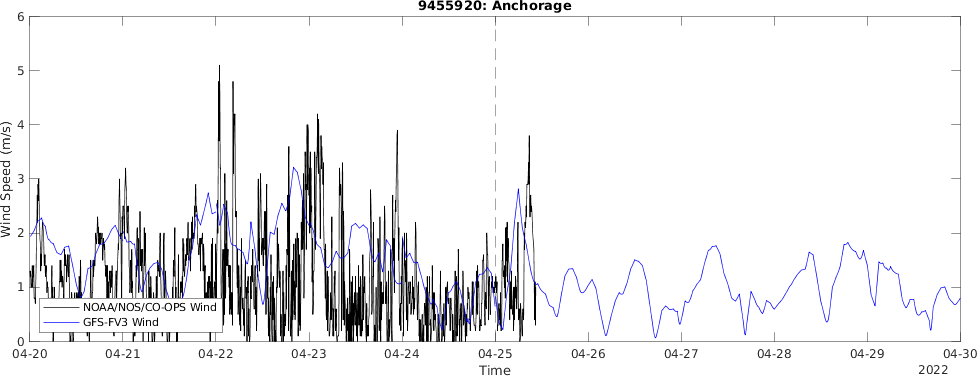 9455920: Anchorage
6
5
4
3
2
1
0
Wind Speed (m/s)
NOAA/NOS/CO-OPS Wind
GFS-FV3 Wind
04-20 04-21 04-22 04-23 04-24 04-25 04-26 04-27 04-28 04-29 04-30
Time
2022